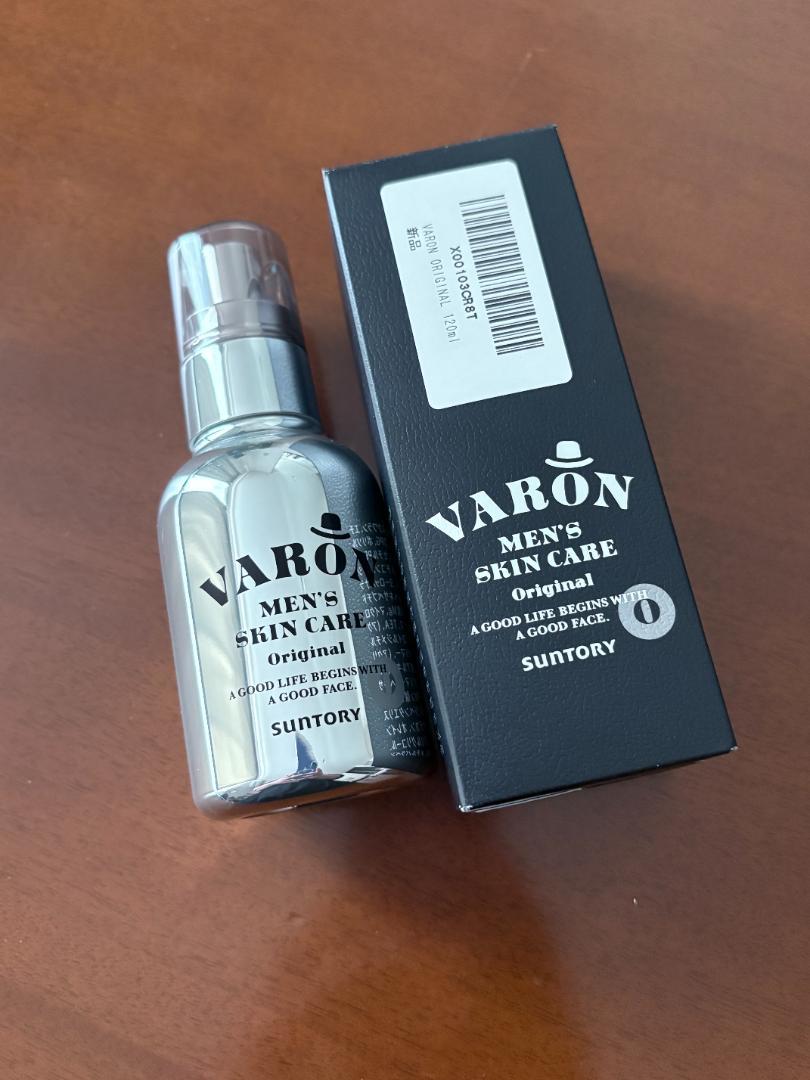 VARON
MEN'S
SKIN CARE
Original
A GOOD LIFE BEGINS WITH
A GOOD FACE.
SUNTORY
X00103CR8T
VARON ORIGINAL 120ml
新品
VARON
MEN'S
SKIN CARE
Original
A GOOD LIFE BEGINS WITH
A GOOD FACE.
O
SUNTORY